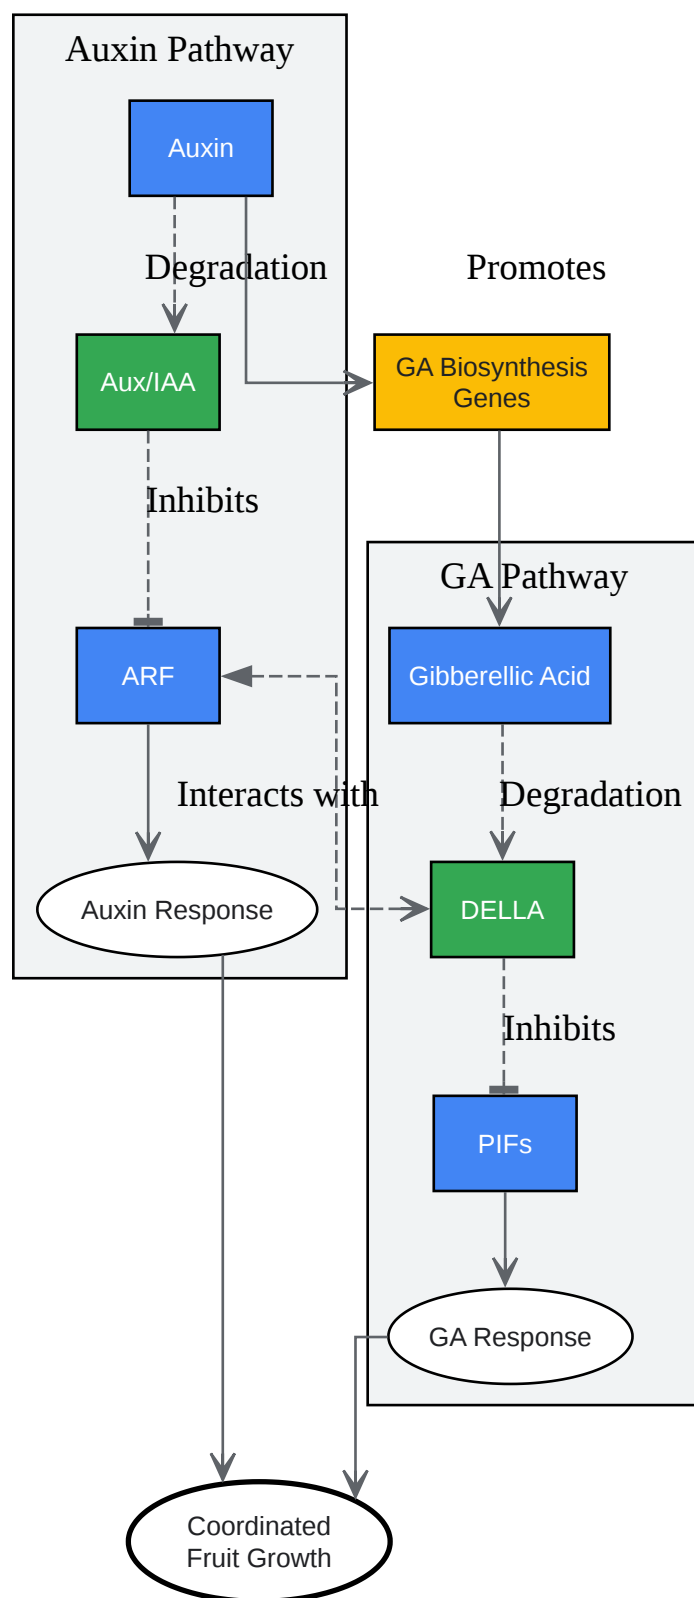 Auxin Pathway
Auxin
Degradation
Promotes
Aux/IAA
GA Biosynthesis
Genes
Inhibits
GA Pathway
ARF
Gibberellic Acid
Interacts with
Degradation
Auxin Response
DELLA
Inhibits
PIFs
GA Response
Coordinated
Fruit Growth